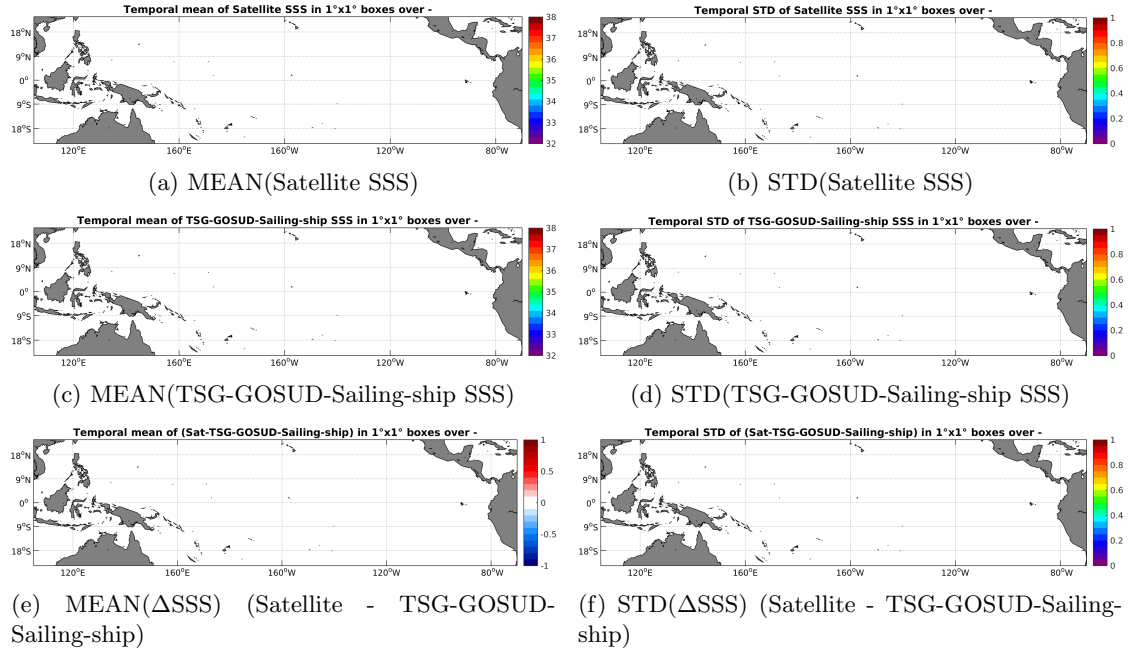 Temporal mean of Satellite SSS in 1°x1° boxes over -
18°N
9°N
0°
9°S
18°S
120°E 160°E 160°W 120°W 80°W
38
37
36
35
34
33
32
(a) MEAN(Satellite SSS)
Temporal STD of Satellite SSS in 1°x1° boxes over -
18°N
9°N
0°
9°S
18°S
120°E 160°E 160°W 120°W 80°W
1
0.8
0.6
0.4
0.2
0
(b) STD(Satellite SSS)
Temporal mean of TSG-GOSUD-Sailing-ship SSS in 1°x1° boxes over -
18°N
9°N
0°
9°S
18°S
120°E 160°E 160°W 120°W 80°W
38
37
36
35
34
33
32
(c) MEAN(TSG-GOSUD-Sailing-ship SSS)
Temporal STD of TSG-GOSUD-Sailing-ship SSS in 1°x1° boxes over -
18°N
9°N
0°
9°S
18°S
120°E 160°E 160°W 120°W 80°W
1
0.8
0.6
0.4
0.2
0
(d) STD(TSG-GOSUD-Sailing-ship SSS)
Temporal mean of (Sat-TSG-GOSUD-Sailing-ship) in 1°x1° boxes over -
18°N
9°N
0°
9°S
18°S
120°E 160°E 160°W 120°W 80°W
1
0.5
0
-0.5
-1
(e) MEAN(ΔSSS) (Satellite - TSG-GOSUD-
Sailing-ship)
Temporal STD of (Sat-TSG-GOSUD-Sailing-ship) in 1°x1° boxes over -
18°N
9°N
0°
9°S
18°S
120°E 160°E 160°W 120°W 80°W
1
0.8
0.6
0.4
0.2
0
(f) STD(ΔSSS) (Satellite - TSG-GOSUD-Sailing-
ship)